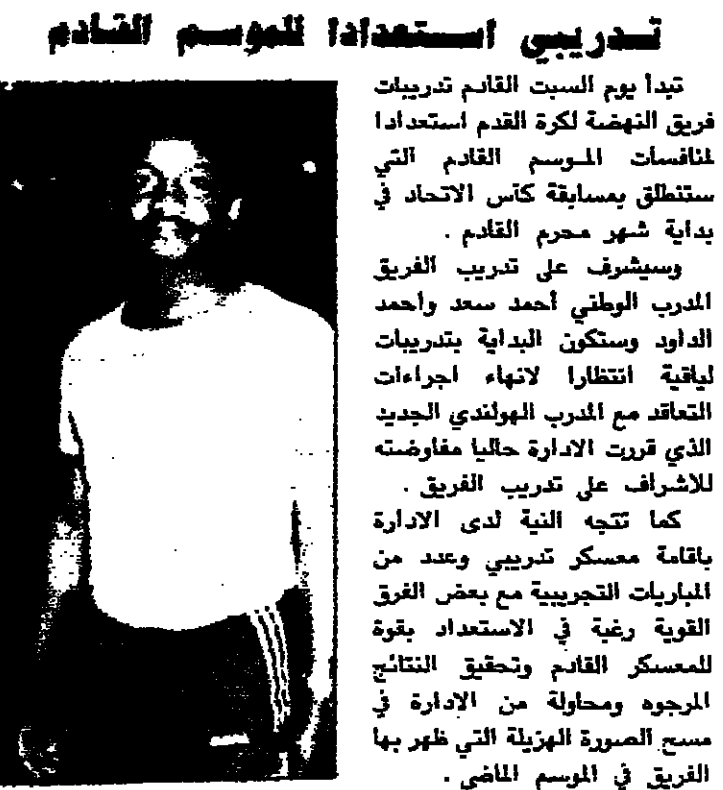 تدريبي استعدادا للموسم القادم
تبدأ يوم السبت القادم تدريبات
فريق النهضة لكرة القدم استعدادا
لمنافسات الموسم القادم التي
ستنطلق بمسابقة كأس الاتحاد في
بداية شهر محرم القادم .
وسيشرف على تدريب الفريق
المدرب الوطني أحمد سعد وأحمد
الداود وستكون البداية بتدريبات
لياقية انتظارا لانهاء اجراءات
التعاقد مع المدرب الهولندي الجديد
الذي قررت الادارة حاليا مفاوضته
للاشراف على تدريب الفريق .
كما تتجه النية لدى الادارة
باقامة معسكر تدريبي وعدد من
المباريات التجريبية مع بعض الفرق
القوية رغبة في الاستعداد بقوة
للمعسكر القادم وتحقيق النتائج
المرجوه ومحاولة من الادارة في
مسح الصورة الهزيلة التي ظهر بها
الفريق في الموسم الماضي .